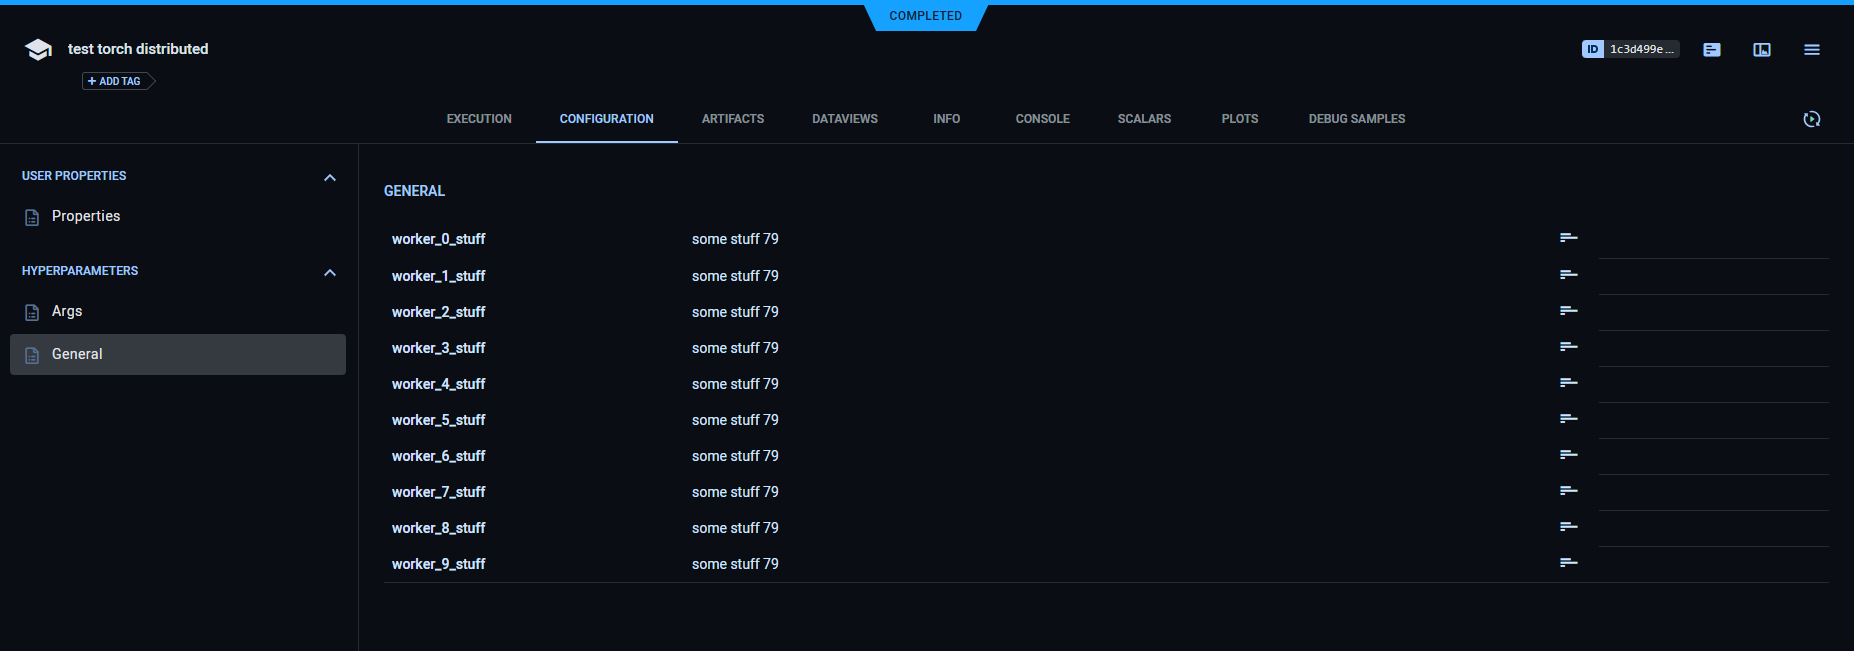 COMPLETED
test torch distributed
ID 1c3d499e...
+ ADD TAG
EXECUTION CONFIGURATION ARTIFACTS DATAVIEWS INFO CONSOLE SCALARS PLOTS DEBUG SAMPLES
USER PROPERTIES
Properties
HYPERPARAMETERS
Args
General
GENERAL
worker_0_stuff some stuff 79
worker_1_stuff some stuff 79
worker_2_stuff some stuff 79
worker_3_stuff some stuff 79
worker_4_stuff some stuff 79
worker_5_stuff some stuff 79
worker_6_stuff some stuff 79
worker_7_stuff some stuff 79
worker_8_stuff some stuff 79
worker_9_stuff some stuff 79